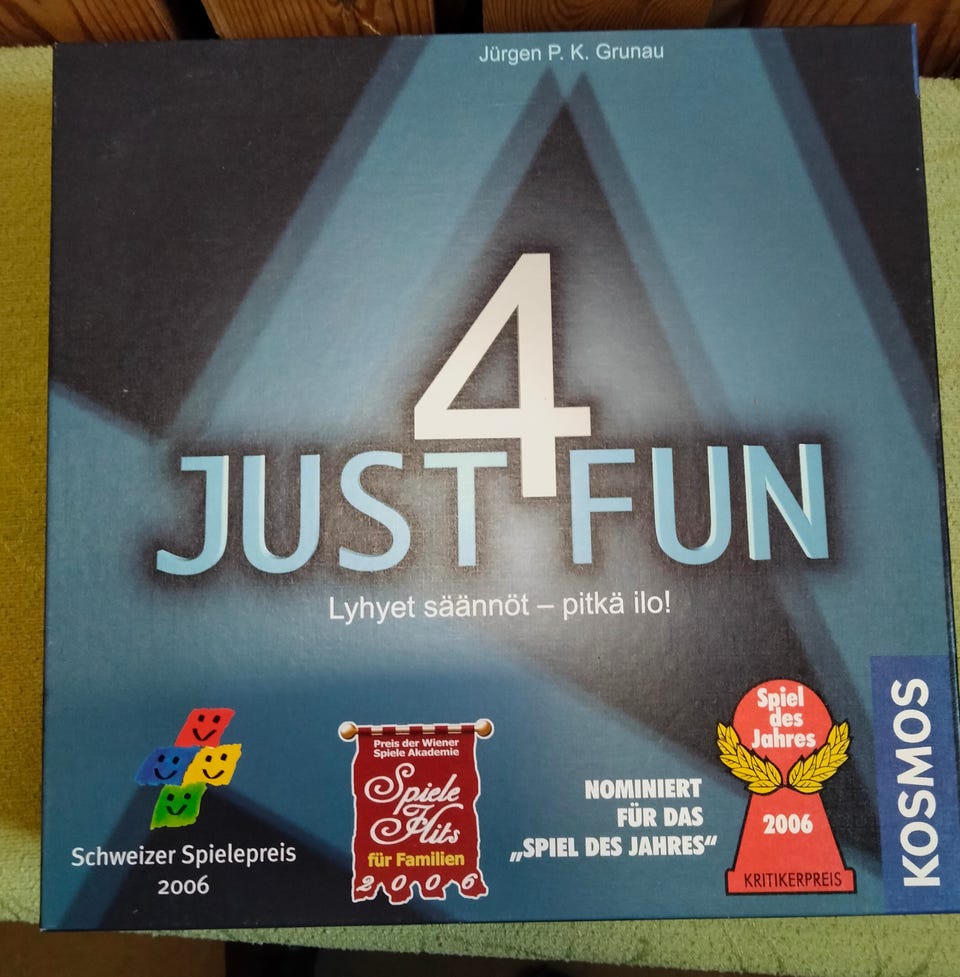 Jürgen P. K. Grunau
4
JUST FUN
Lyhyet säännöt – pitkä ilo!
Schweizer Spielepreis
2006
Preis der Wiener
Spiele Akademie
Spiele
Hits
für Familien
2006
NOMINIERT
FÜR DAS
„SPIEL DES JAHRES“
Spiel
des
Jahres
2006
KRITIKERPREIS
KOSMOS